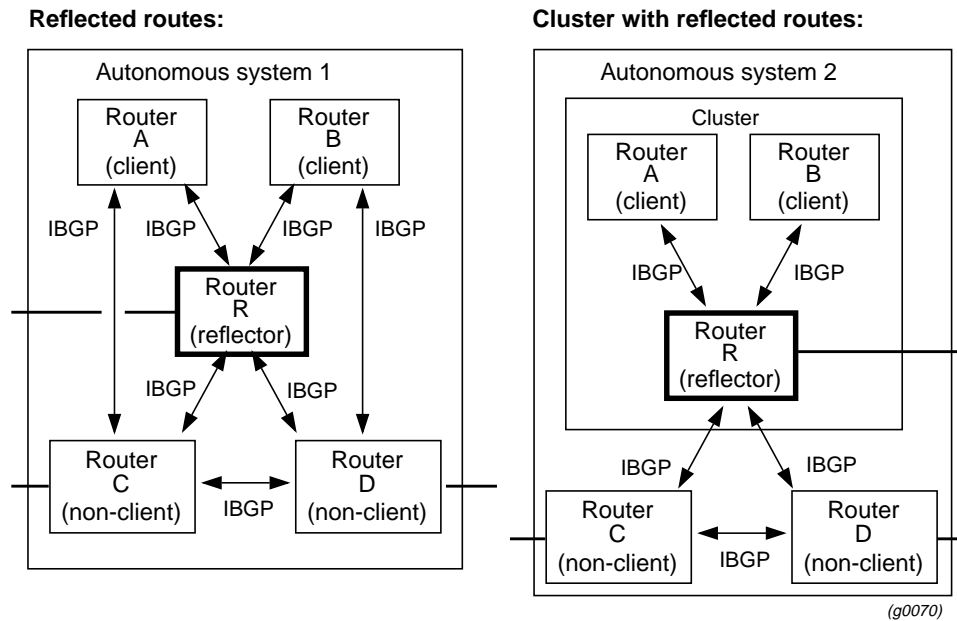 Reflected routes:
Autonomous system 1
Router
A
(client)
Router
B
(client)
IBGP
IBGP
IBGP
IBGP
Router
R
(reflector)
IBGP
IBGP
Router
C
(non-client)
IBGP
Router
D
(non-client)
Cluster with reflected routes:
Autonomous system 2
Cluster
Router
A
(client)
Router
B
(client)
IBGP
IBGP
Router
R
(reflector)
IBGP
IBGP
Router
C
(non-client)
IBGP
Router
D
(non-client)
(g0070)